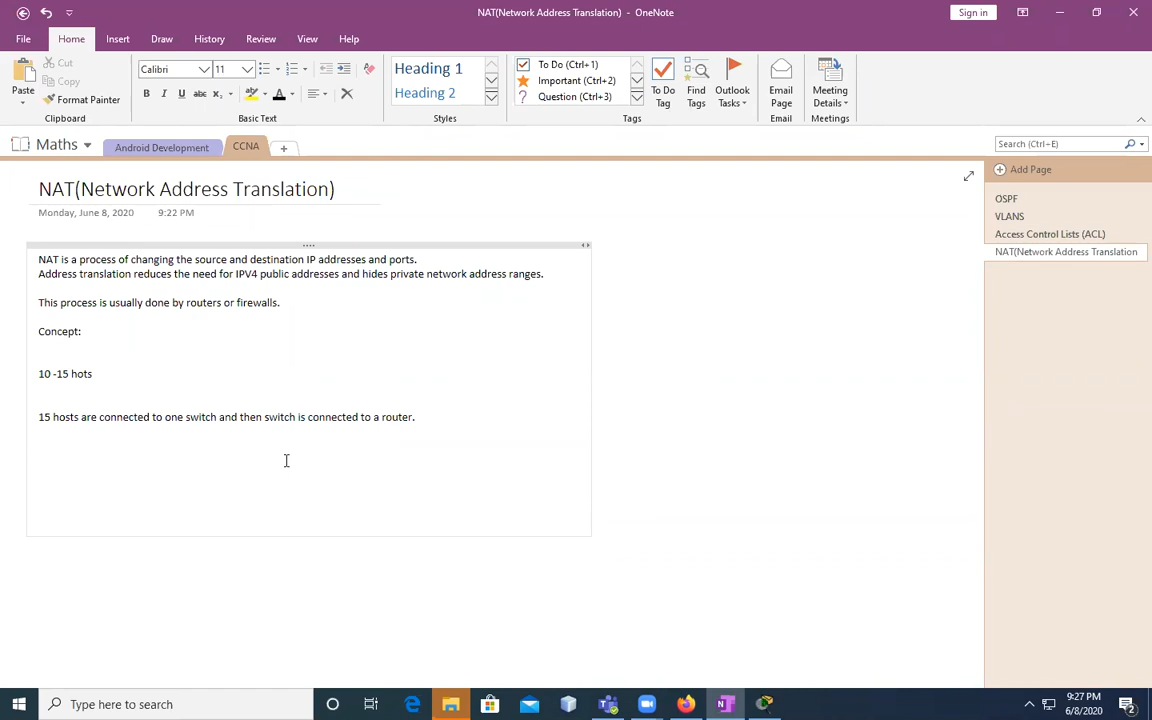 NAT(Network Address Translation) - OneNote
Sign in
File Home Insert Draw History Review View Help
Paste
Cut
Copy
Format Painter
Clipboard
Calibri 11
B I U abc x₂ A
Basic Text
Heading 1
Heading 2
Styles
To Do (Ctrl+1)
Important (Ctrl+2)
Question (Ctrl+3)
To Do Tag
Find Tags
Outlook Tasks
Tags
Email Page
Email
Meeting Details
Meetings
Maths
Android Development
CCNA
Search (Ctrl+E)
NAT(Network Address Translation)
Monday, June 8, 2020 9:22 PM
NAT is a process of changing the source and destination IP addresses and ports.
Address translation reduces the need for IPV4 public addresses and hides private network address ranges.
This process is usually done by routers or firewalls.
Concept:
10 -15 hots
15 hosts are connected to one switch and then switch is connected to a router.
Add Page
OSPF
VLANS
Access Control Lists (ACL)
NAT(Network Address Translation
Type here to search
9:27 PM
6/8/2020
2